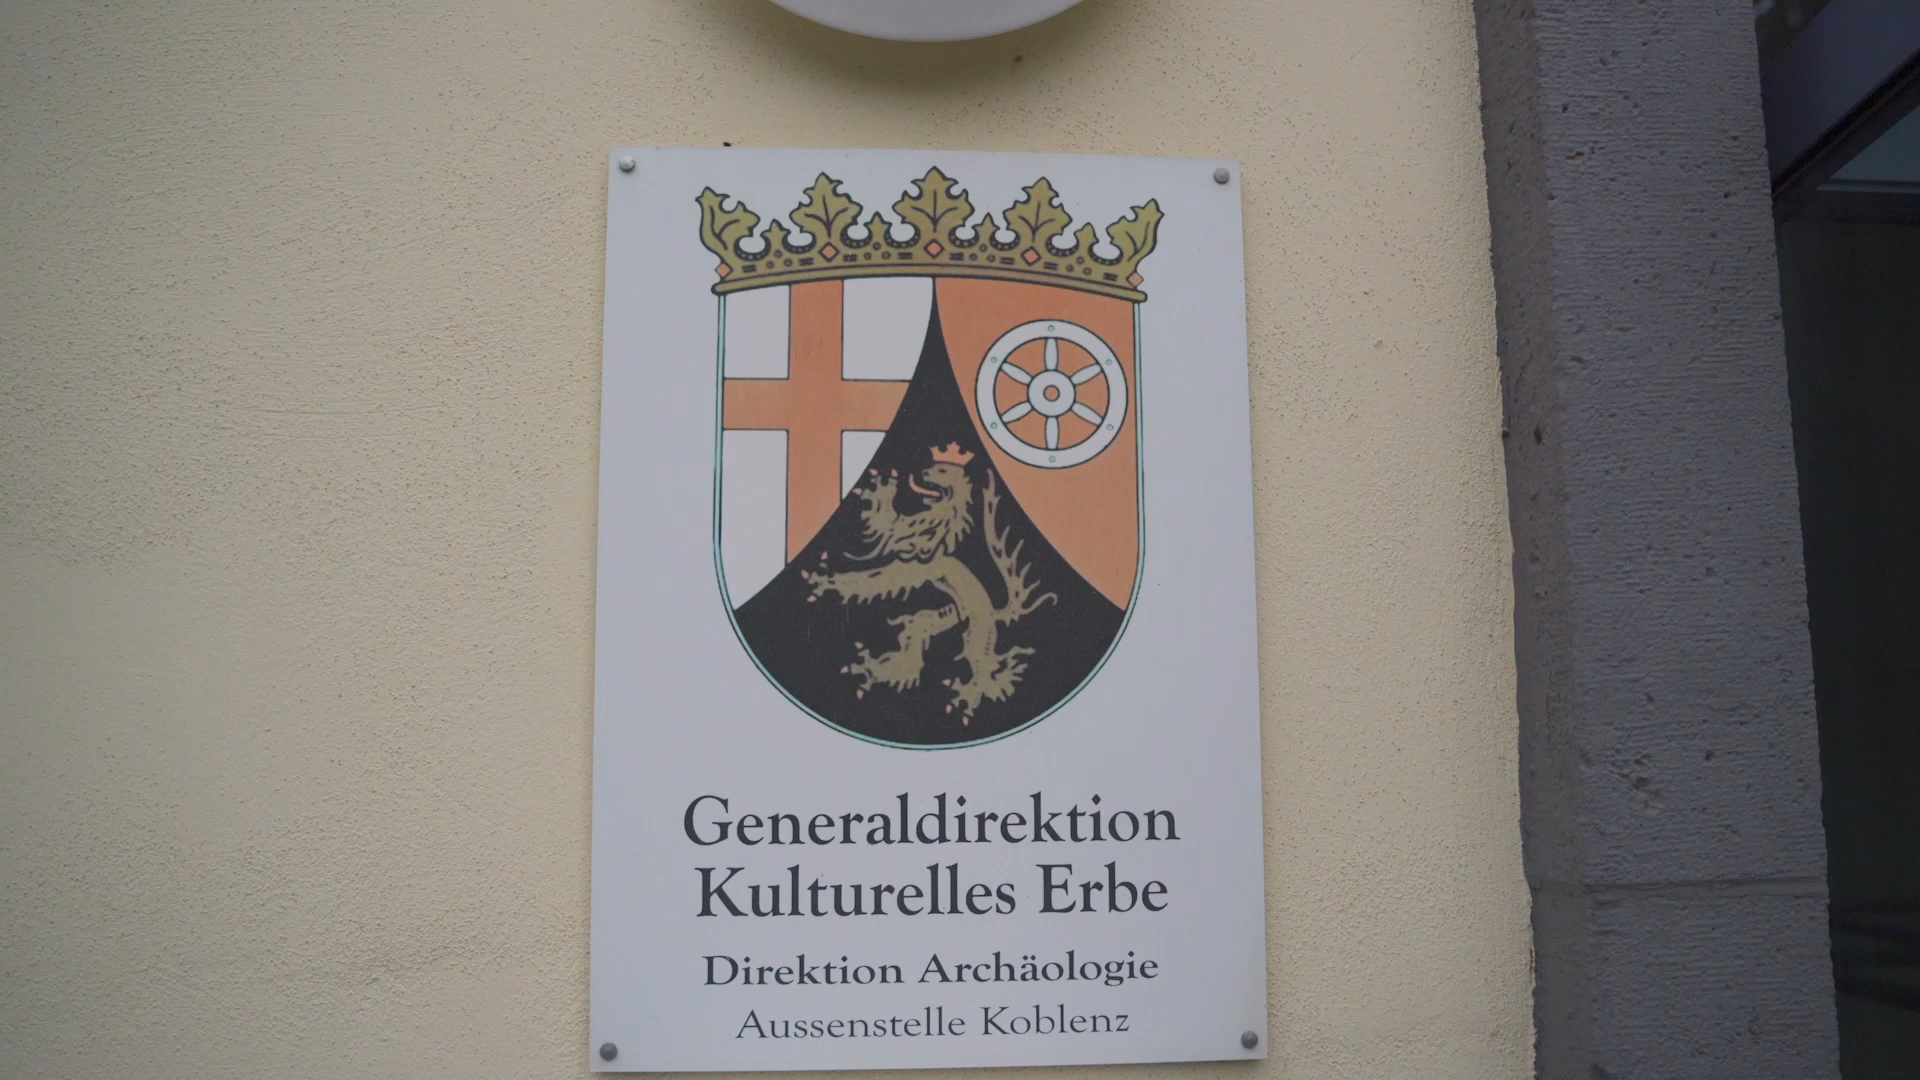 Generaldirektion
Kulturelles Erbe
Direktion Archäologie
Aussenstelle Koblenz